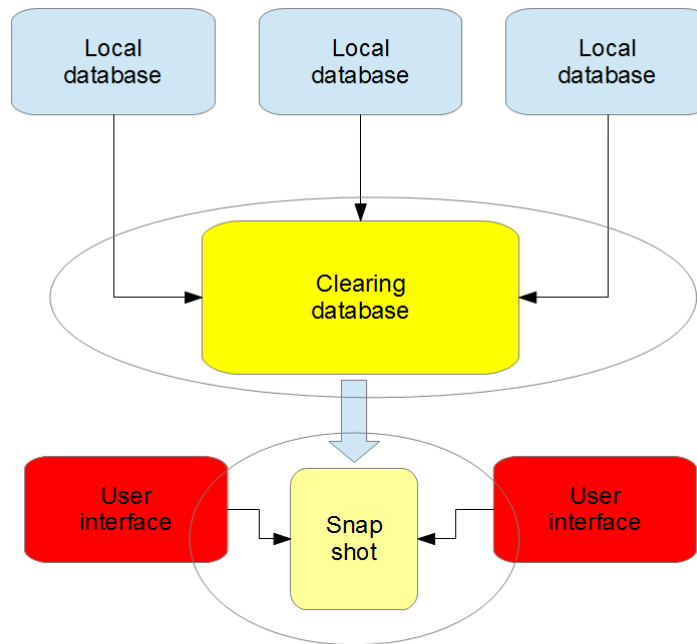 Local
database
Local
database
Local
database
Clearing
database
User
interface
Snap
shot
User
interface